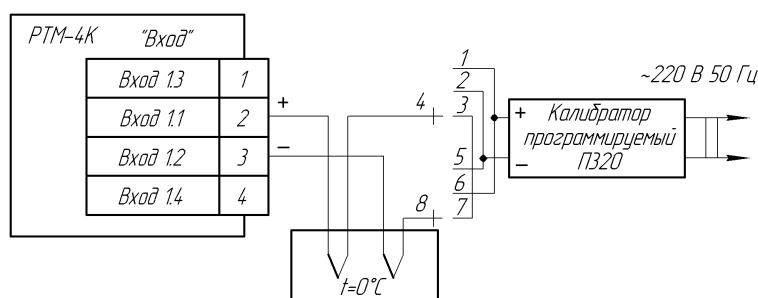 РТМ-4К "Вход"
Вход 1.3 1
Вход 1.1 2
Вход 1.2 3
Вход 1.4 4
+
−
4
8
1
2
3
5
6
7
~220 В 50 Гц
+ Калибратор
программируемый
− П320
t=0°С